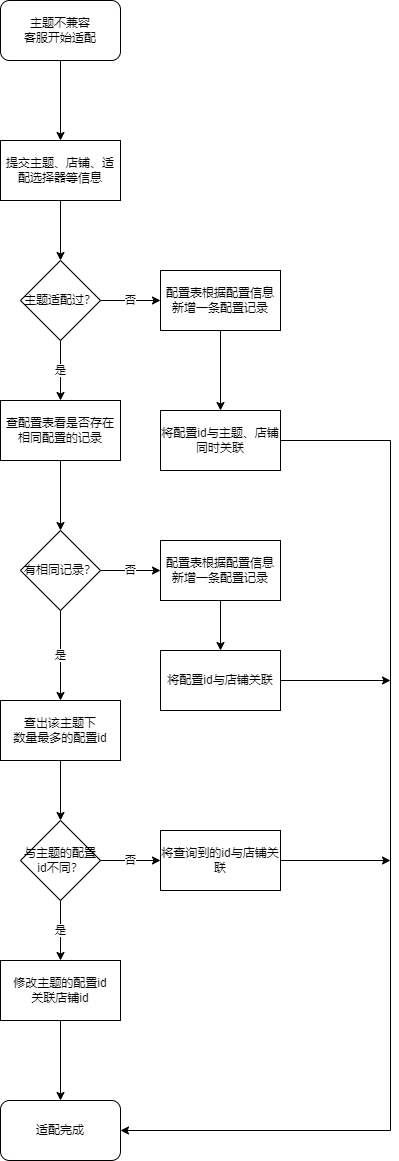 主题不兼容
客服开始适配
提交主题、店铺、适
配选择器等信息
主题适配过?
否
配置表根据配置信息
新增一条配置记录
是
查配置表看是否存在
相同配置的记录
将配置id与主题、店铺
同时关联
有相同记录?
否
配置表根据配置信息
新增一条配置记录
是
将配置id与店铺关联
查出该主题下
数量最多的配置id
与主题的配置
id不同?
否
将查询到的id与店铺关
联
是
修改主题的配置id
关联店铺id
适配完成